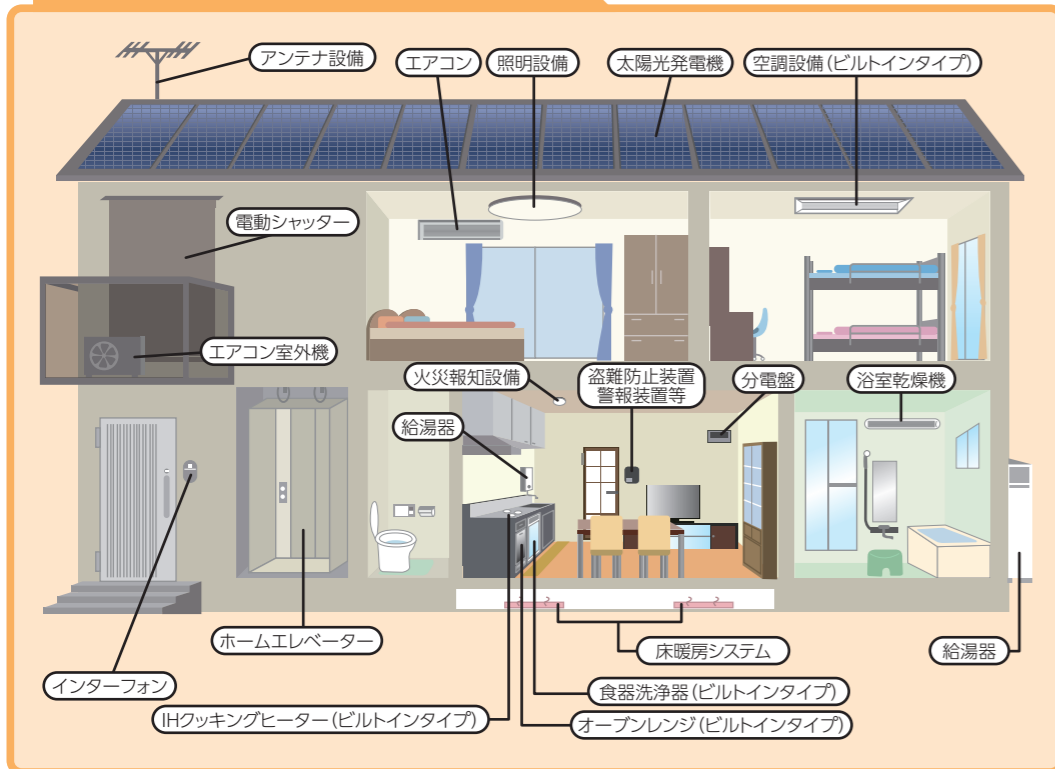 アンテナ設備
エアコン
照明設備
太陽光発電機
空調設備(ビルトインタイプ)
電動シャッター
エアコン室外機
火災報知設備
盗難防止装置
警報装置等
分電盤
浴室乾燥機
給湯器
ホームエレベーター
床暖房システム
給湯器
インターフォン
食器洗浄器(ビルトインタイプ)
IHクッキングヒーター(ビルトインタイプ)
オーブンレンジ(ビルトインタイプ)